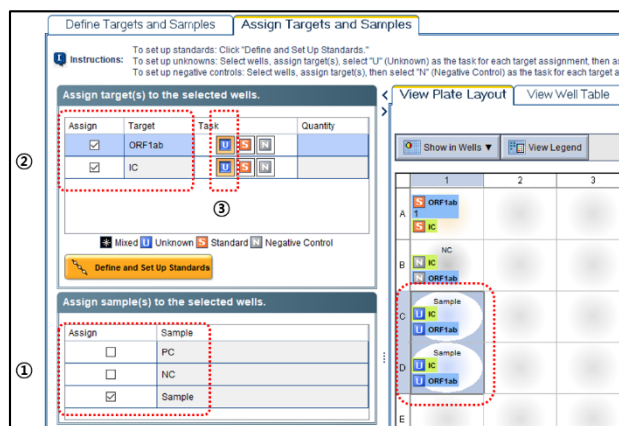 Define Targets and Samples
Assign Targets and Samples
Instructions:
To set up standards: Click "Define and Set Up Standards."
To set up unknowns: Select wells, assign target(s), select "U" (Unknown) as the task for each target assignment, then as
To set up negative controls: Select wells, assign target(s), then select "N" (Negative Control) as the task for each target a
Assign target(s) to the selected wells.
Assign Target Task Quantity
② ORF1ab U S N
IC U S N
③
Mixed U Unknown S Standard N Negative Control
Define and Set Up Standards
Assign sample(s) to the selected wells.
Assign Sample
① PC
NC
Sample
View Plate Layout
View Well Table
Show in Wells ▼
View Legend
1 2 3
A
S ORF1ab
1
S IC
B
NC
N IC
N ORF1ab
C
Sample
U IC
U ORF1ab
D
Sample
U IC
U ORF1ab
E